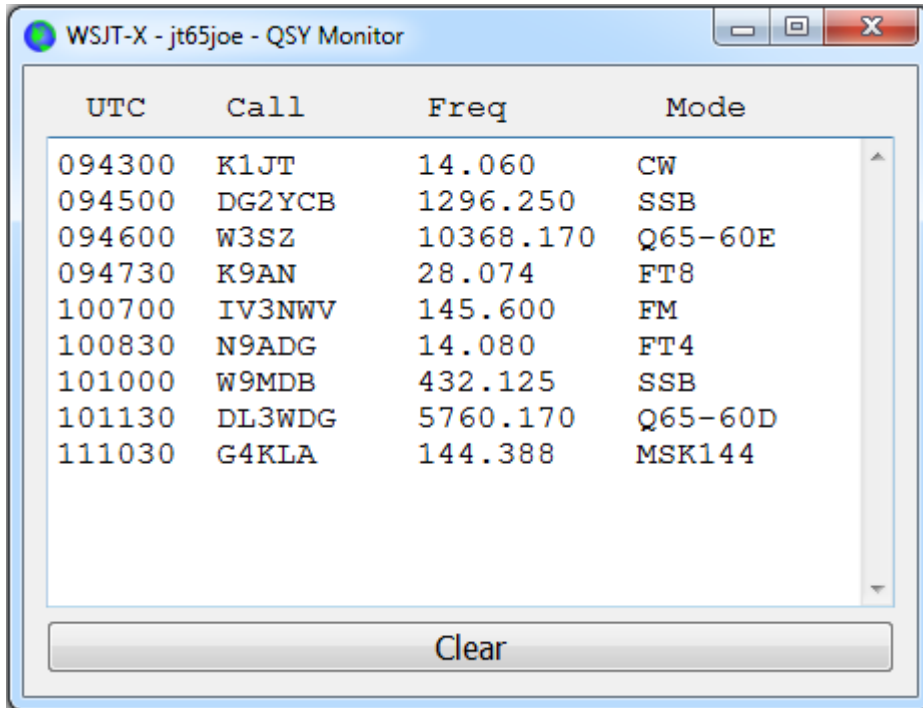 WSJT-X - jt65joe - QSY Monitor
UTC Call Freq Mode
094300 K1JT 14.060 CW
094500 DG2YCB 1296.250 SSB
094600 W3SZ 10368.170 Q65-60E
094730 K9AN 28.074 FT8
100700 IV3NWV 145.600 FM
100830 N9ADG 14.080 FT4
101000 W9MDB 432.125 SSB
101130 DL3WDG 5760.170 Q65-60D
111030 G4KLA 144.388 MSK144
Clear